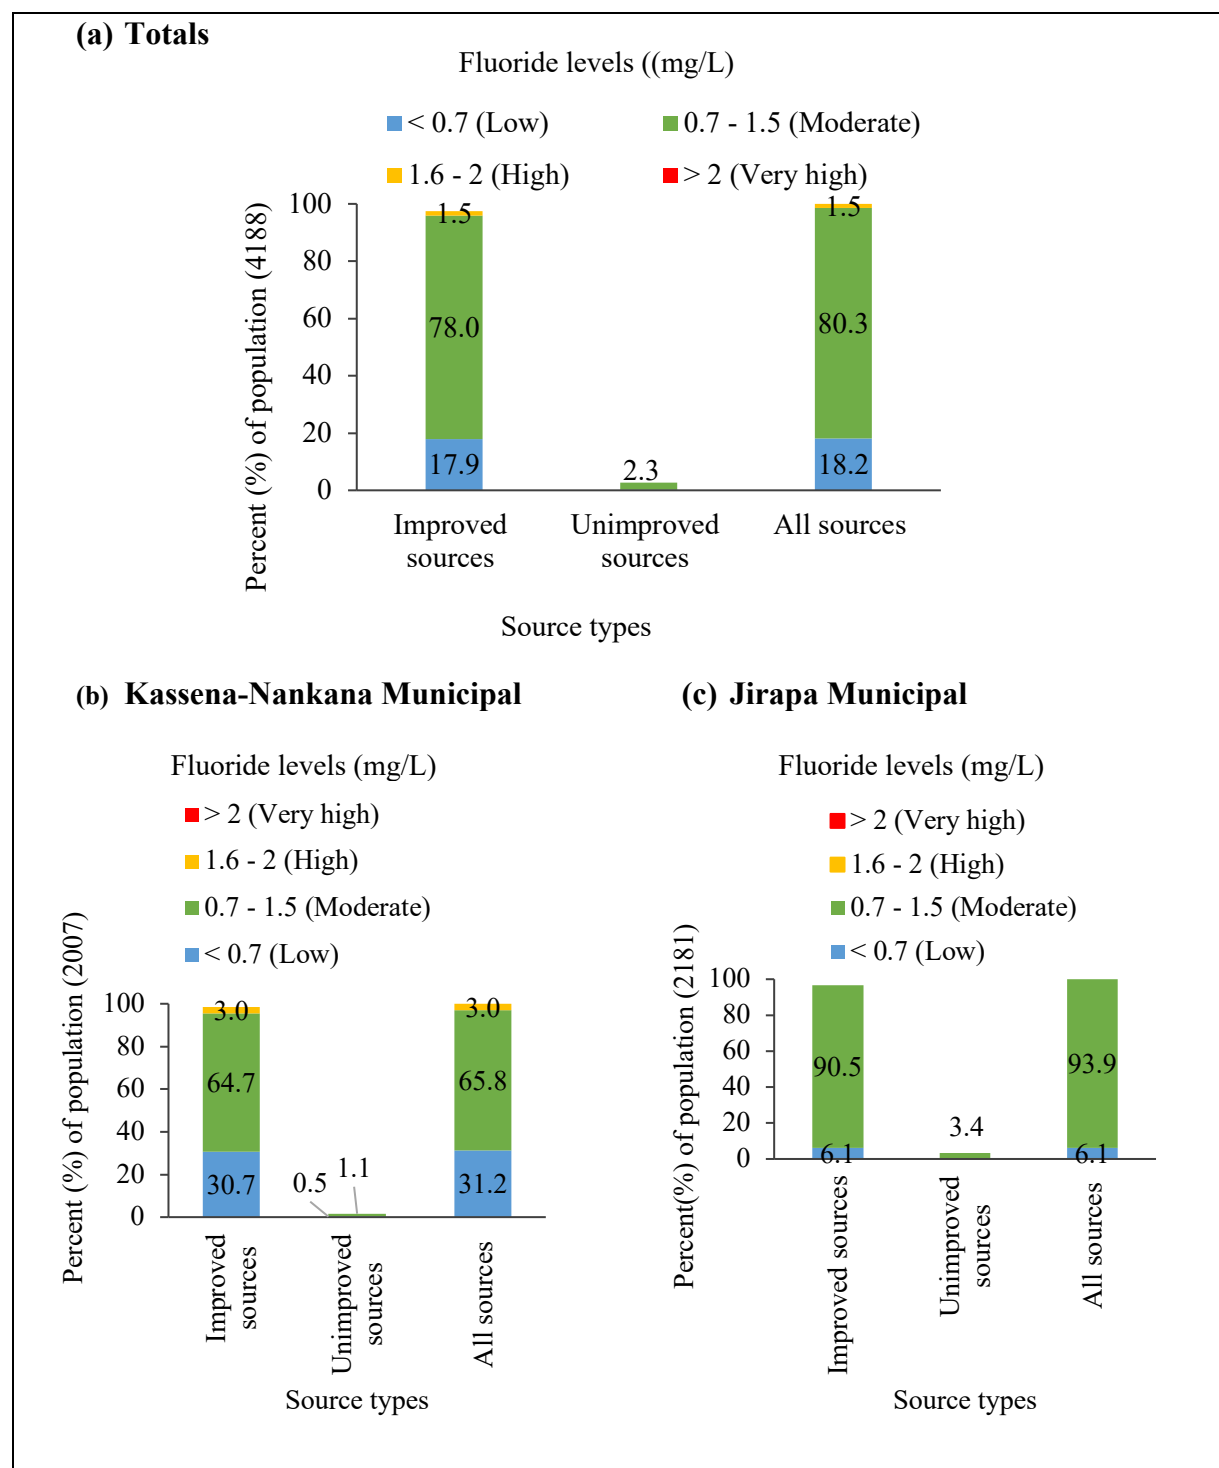 (a) Totals
Fluoride levels ((mg/L)
< 0.7 (Low)
0.7 - 1.5 (Moderate)
1.6 - 2 (High)
> 2 (Very high)
Percent (%) of population (4188)
100
80
60
40
20
0
1.5
78.0
17.9
2.3
1.5
80.3
18.2
Improved
sources
Unimproved
sources
All sources
Source types
(b) Kassena-Nankana Municipal
Fluoride levels (mg/L)
> 2 (Very high)
1.6 - 2 (High)
0.7 - 1.5 (Moderate)
< 0.7 (Low)
Percent (%) of population (2007)
100
80
60
40
20
0
3.0
64.7
30.7
0.5
1.1
3.0
65.8
31.2
Improved
sources
Unimproved
sources
All sources
Source types
(c) Jirapa Municipal
Fluoride levels (mg/L)
> 2 (Very high)
1.6 - 2 (High)
0.7 - 1.5 (Moderate)
< 0.7 (Low)
Percent(%) of population (2181)
100
80
60
40
20
0
90.5
6.1
3.4
93.9
6.1
Improved sources
Unimproved
sources
All sources
Source types